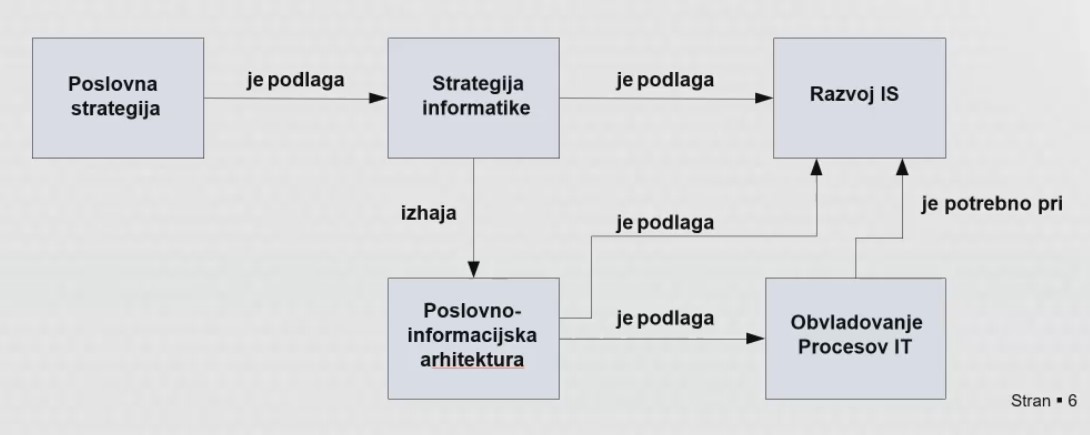 Poslovna
strategija
je podlaga
Strategija
informatike
je podlaga
Razvoj IS
izhaja
je podlaga
je potrebno pri
Poslovno-
informacijska
arhitektura
je podlaga
Obvladovanje
Procesov IT
Stran ▪ 6